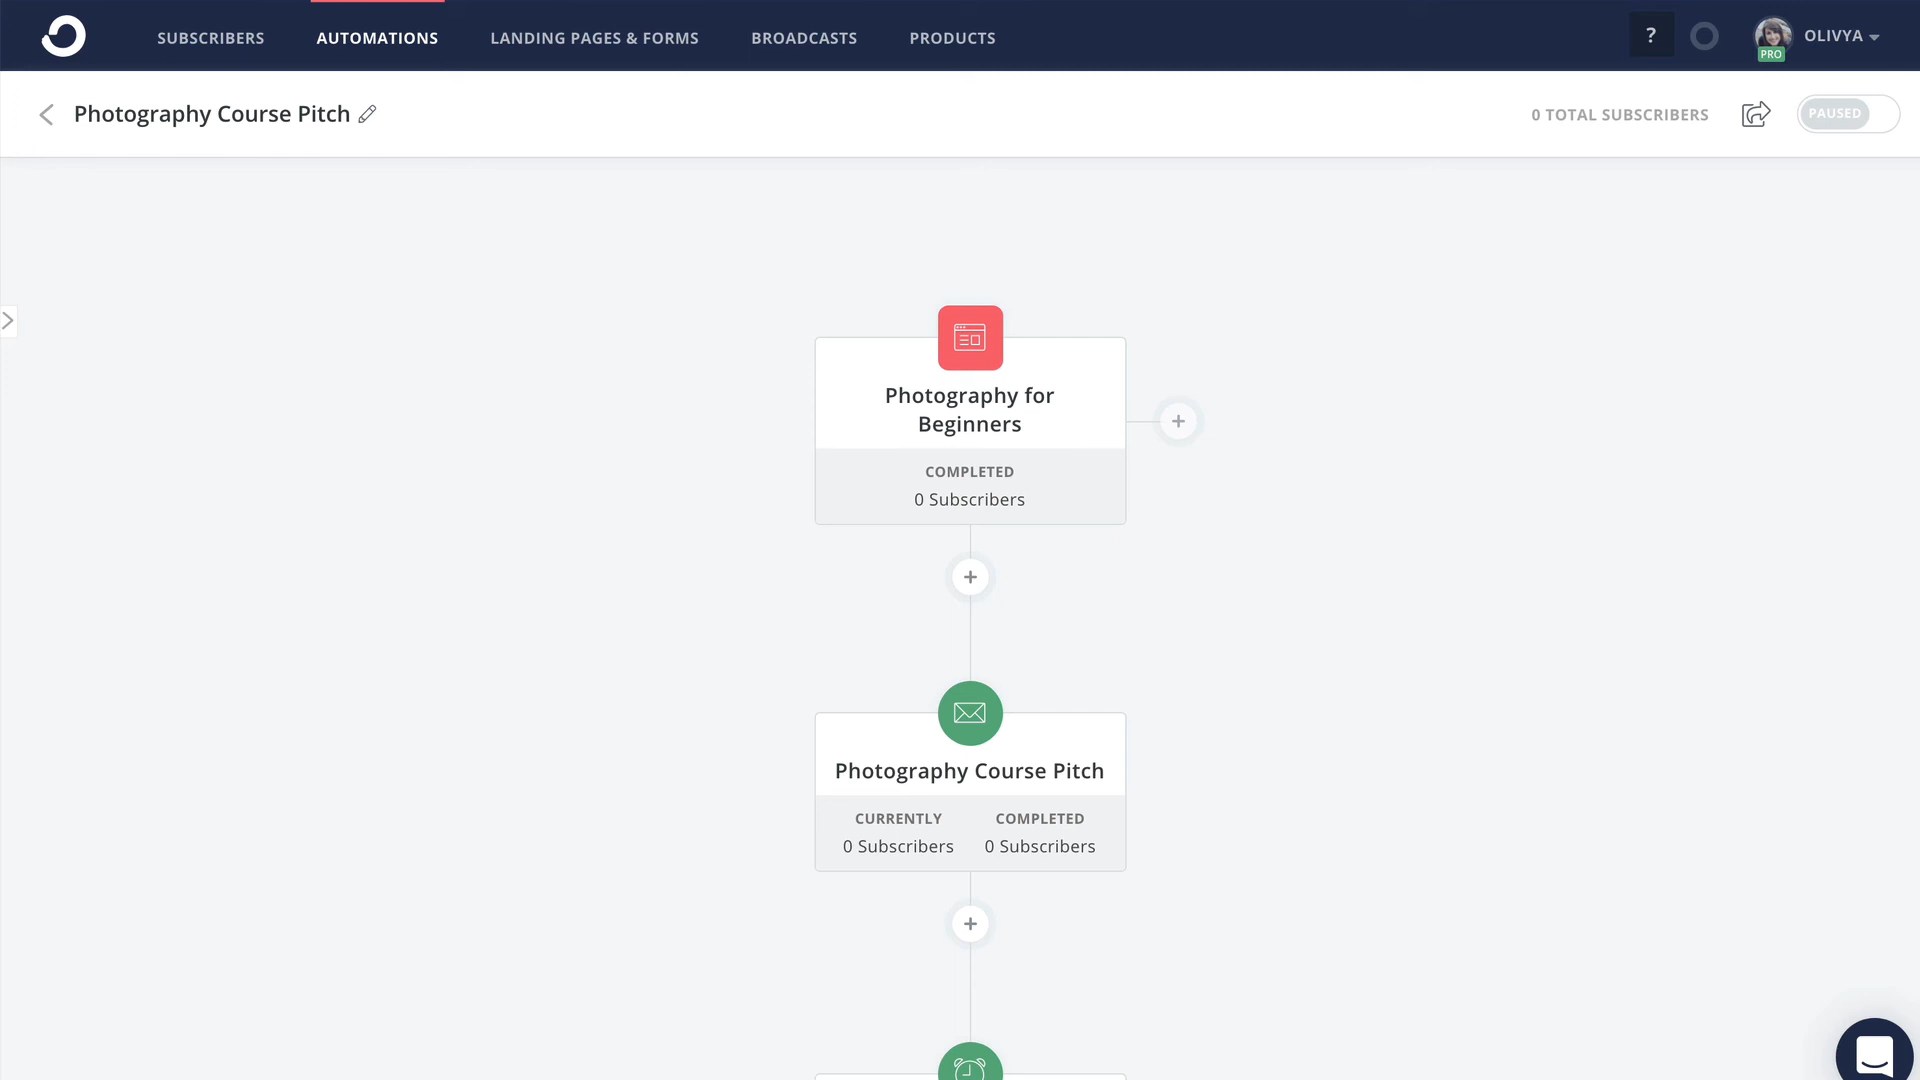 SUBSCRIBERS AUTOMATIONS LANDING PAGES & FORMS BROADCASTS PRODUCTS ? PRO OLIVYA
Photography Course Pitch 0 TOTAL SUBSCRIBERS PAUSED
Photography for
Beginners
COMPLETED
0 Subscribers
Photography Course Pitch
CURRENTLY COMPLETED
0 Subscribers 0 Subscribers